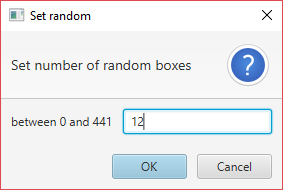 Set random
Set number of random boxes
?
between 0 and 441 12
OK Cancel